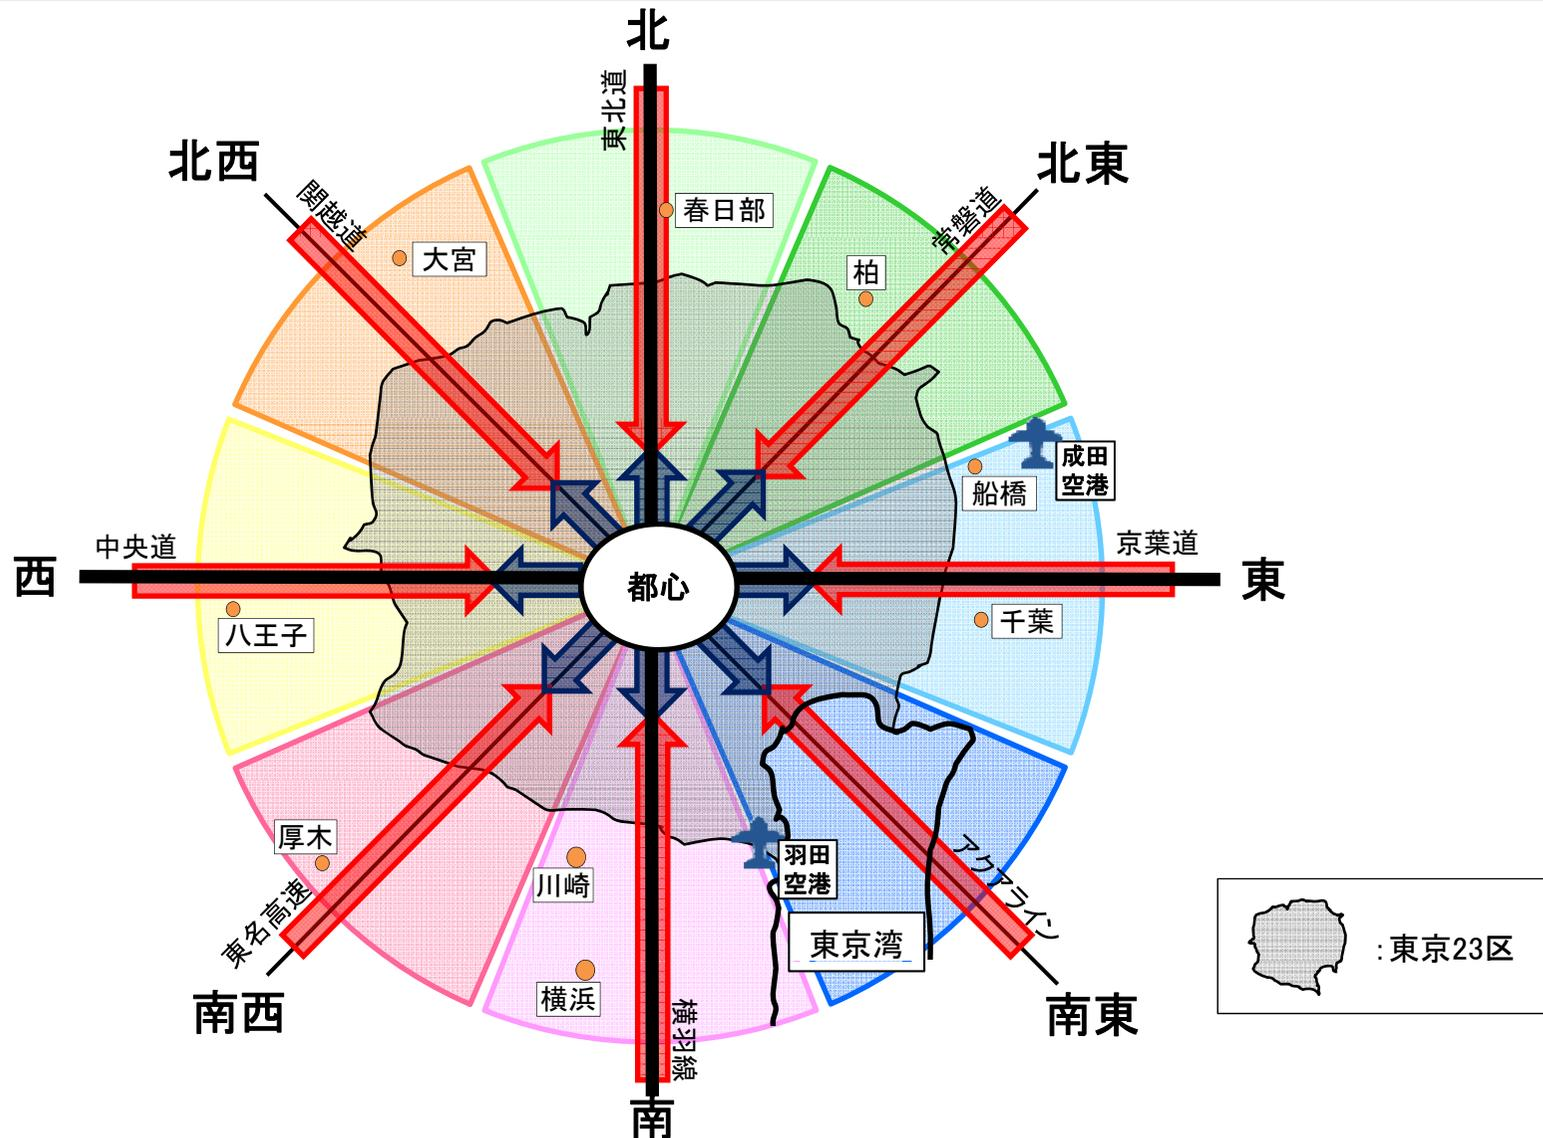 北
東北道
北西
関越道
北東
常磐道
春日部
大宮
柏
成田
空港
船橋
中央道
京葉道
西
都心
東
八王子
千葉
厚木
川崎
羽田
空港
アクアライン
東名高速
東京湾
:東京23区
横浜
南西
横羽線
南東
南